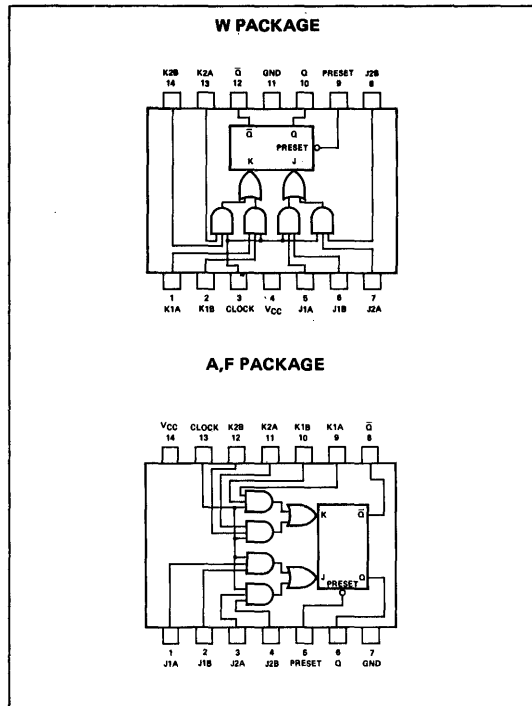 W PACKAGE
K2B K2A Q̅ GND Q PRESET J2B
14 13 12 11 10 9 8
Q̅ Q
PRESET
K J
1 2 3 4 5 6 7
K1A K1B CLOCK VCC J1A J1B J2A
A,F PACKAGE
VCC CLOCK K2B K2A K1B K1A Q̅
14 13 12 11 10 9 8
K Q̅
J Q
PRESET
1 2 3 4 5 6 7
J1A J1B J2A J2B PRESET Q GND